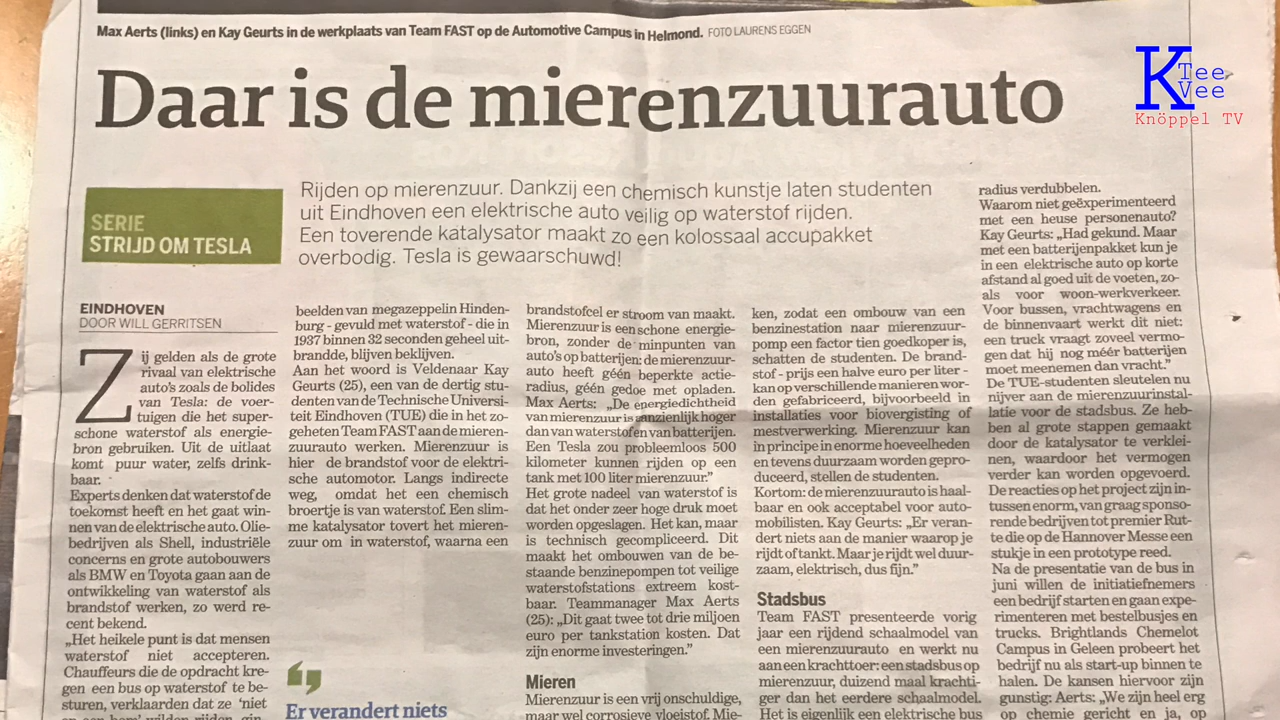 Max Aerts (links) en Kay Geurts in de werkplaats van Team FAST op de Automotive Campus in Helmond. FOTO LAURENS EGGEN
K Tee
Vee
Knöppel TV
Daar is de mierenzuurauto
SERIE
STRIJD OM TESLA
Rijden op mierenzuur. Dankzij een chemisch kunstje laten studenten
uit Eindhoven een elektrische auto veilig op waterstof rijden.
Een toverende katalysator maakt zo een kolossaal accupakket
overbodig. Tesla is gewaarschuwd!
EINDHOVEN
DOOR WILL GERRITSEN
Zij gelden als de grote
rivaal van elektrische
auto's zoals de bolides
van Tesla: de voer-
tuigen die het super-
schone waterstof als energie-
bron gebruiken. Uit de uitlaat
komt puur water, zelfs drink-
baar.
Experts denken dat waterstof de
toekomst heeft en het gaat win-
nen van de elektrische auto. Olie-
bedrijven als Shell, industriële
concerns en grote autobouwers
als BMW en Toyota gaan aan de
ontwikkeling van waterstof als
brandstof werken, zo werd re-
cent bekend.
„Het heikele punt is dat mensen
waterstof niet accepteren.
Chauffeurs die de opdracht kre-
gen een bus op waterstof te be-
sturen, verklaarden dat ze 'niet
beelden van megazeppelin Hinden-
burg - gevuld met waterstof - die in
1937 binnen 32 seconden geheel uit-
brandde, blijven beklijven.
Aan het woord is Veldenaar Kay
Geurts (25), een van de dertig stu-
denten van de Technische Universi-
teit Eindhoven (TUE) die in het zo-
geheten Team FAST aan de mieren-
zuurauto werken. Mierenzuur is
hier de brandstof voor de elektri-
sche automotor. Langs indirecte
weg, omdat het een chemisch
broertje is van waterstof. Een slim-
me katalysator tovert het mieren-
zuur om in waterstof, waarna een
Er verandert niets
brandstofcel er stroom van maakt.
Mierenzuur is een schone energie-
bron, zonder de minpunten van
auto's op batterijen: de mierenzuur-
auto heeft géén beperkte actie-
radius, géén gedoe met opladen.
Max Aerts: „De energiedichtheid
van mierenzuur is aanzienlijk hoger
dan van waterstof en van batterijen.
Een Tesla zou probleemloos 500
kilometer kunnen rijden op een
tank met 100 liter mierenzuur.”
Het grote nadeel van waterstof is
dat het onder zeer hoge druk moet
worden opgeslagen. Het kan, maar
is technisch gecompliceerd. Dit
maakt het ombouwen van de be-
staande benzinepompen tot veilige
waterstofstations extreem kost-
baar. Teammanager Max Aerts
(25): „Dit gaat twee tot drie miljoen
euro per tankstation kosten. Dat
zijn enorme investeringen.”
Mieren
Mierenzuur is een vrij onschuldige,
maar wel corrosieve vloeistof. Mie-
ken, zodat een ombouw van een
benzinestation naar mierenzuur-
pomp een factor tien goedkoper is,
schatten de studenten. De brand-
stof - prijs een halve euro per liter -
kan op verschillende manieren wor-
den gefabriceerd, bijvoorbeeld in
installaties voor biovergisting of
mestverwerking. Mierenzuur kan
in principe in enorme hoeveelheden
en tevens duurzaam worden gepro-
duceerd, stellen de studenten.
Kortom: de mierenzuurauto is haal-
baar en ook acceptabel voor auto-
mobilisten. Kay Geurts: „Er veran-
dert niets aan de manier waarop je
rijdt of tankt. Maar je rijdt wel duur-
zaam, elektrisch, dus fijn.”
Stadsbus
Team FAST presenteerde vorig
jaar een rijdend schaalmodel van
een mierenzuurauto en werkt nu
aan een krachttoer: een stadsbus op
mierenzuur, duizend maal krachti-
ger dan het eerdere schaalmodel.
Het is eigenlijk een elektrische bus
radius verdubbelen.
Waarom niet geëxperimenteerd
met een heuse personenauto?
Kay Geurts: „Had gekund. Maar
met een batterijenpakket kun je
in een elektrische auto op korte
afstand al goed uit de voeten, zo-
als voor woon-werkverkeer.
Voor bussen, vrachtwagens en
de binnenvaart werkt dit niet:
een truck vraagt zoveel vermo-
gen dat hij nog méér batterijen
moet meenemen dan vracht.”
De TUE-studenten sleutelen nu
nijver aan de mierenzuurinstal-
latie voor de stadsbus. Ze heb-
ben al grote stappen gemaakt
door de katalysator te verklei-
nen, waardoor het vermogen
verder kan worden opgevoerd.
De reacties op het project zijn in-
tussen enorm, van graag sponso-
rende bedrijven tot premier Rut-
te die op de Hannover Messe een
stukje in een prototype reed.
Na de presentatie van de bus in
juni willen de initiatiefnemers
een bedrijf starten en gaan expe-
rimenteren met bestelbusjes en
trucks. Brightlands Chemelot
Campus in Geleen probeert het
bedrijf nu als start-up binnen te
halen. De kansen hiervoor zijn
gunstig: Aerts: „We zijn heel erg
op chemie gericht en ja, op